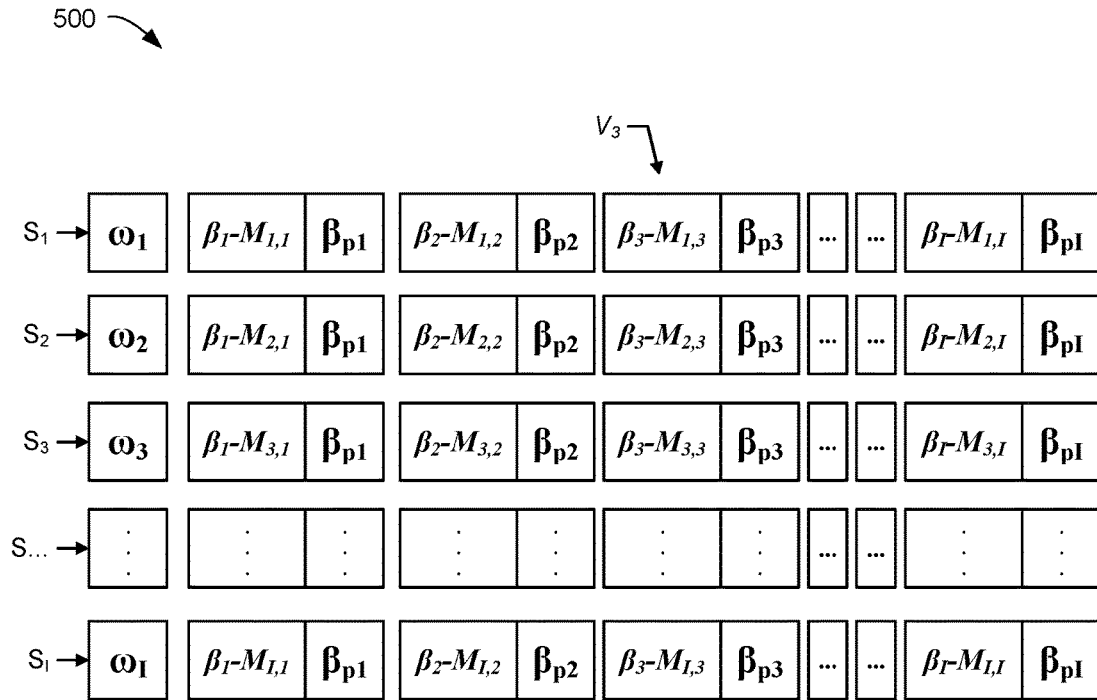 500
V₃
S₁ ω₁ β₁-M₁,₁ βp1 β₂-M₁,₂ βp2 β₃-M₁,₃ βp3 ... ... βI-M₁,I βpI
S₂ ω₂ β₁-M₂,₁ βp1 β₂-M₂,₂ βp2 β₃-M₂,₃ βp3 ... ... βI-M₂,I βpI
S₃ ω₃ β₁-M₃,₁ βp1 β₂-M₃,₂ βp2 β₃-M₃,₃ βp3 ... ... βI-M₃,I βpI
S... ⋮ ⋮ ⋮ ⋮ ⋮ ⋮ ⋮ ... ... ⋮ ⋮
SI ωI β₁-MI,₁ βp1 β₂-MI,₂ βp2 β₃-MI,₃ βp3 ... ... βI-MI,I βpI